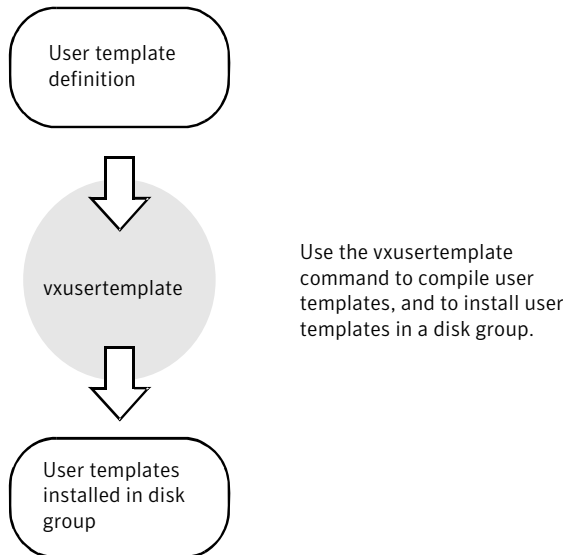 User template
definition
vxusertemplate
Use the vxusertemplate
command to compile user
templates, and to install user
templates in a disk group.
User templates
installed in disk
group